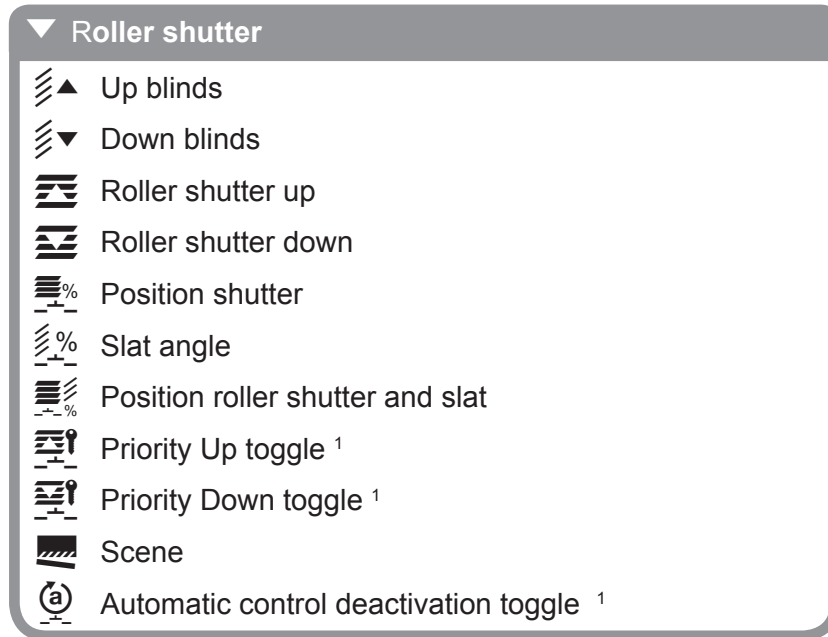 Roller shutter
Up blinds
Down blinds
Roller shutter up
Roller shutter down
% Position shutter
% Slat angle
% Position roller shutter and slat
Priority Up toggle 1
Priority Down toggle 1
Scene
a Automatic control deactivation toggle 1